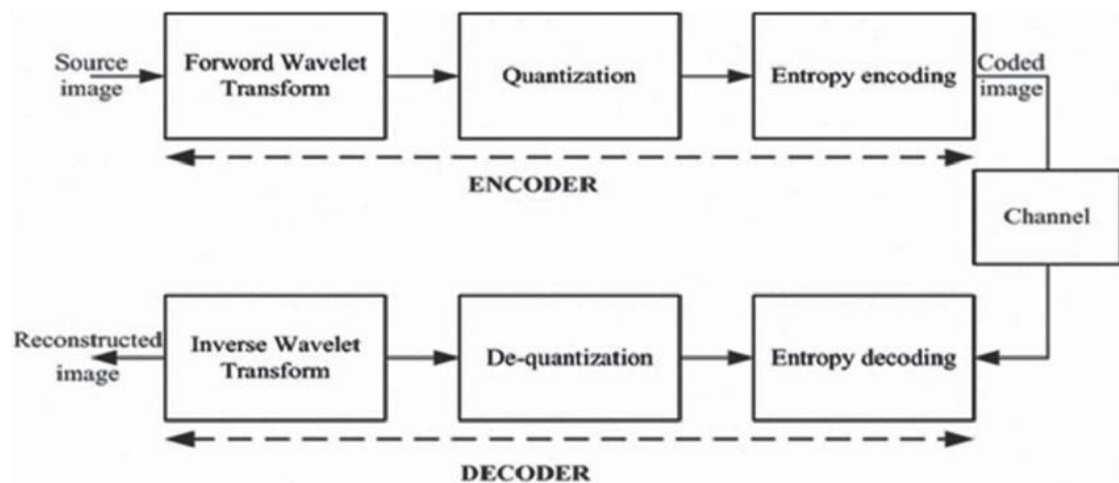 Source
image
Forword Wavelet
Transform
Quantization
Entropy encoding
Coded
image
ENCODER
Channel
Reconstructed
image
Inverse Wavelet
Transform
De-quantization
Entropy decoding
DECODER